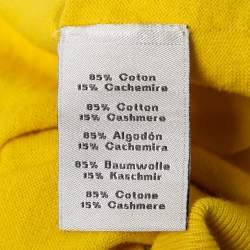 85% Coton
15% Cachemire
85% Cotton
15% Cashmere
85% Algodón
15% Cachemira
85% Baumwolle
15% Kaschmir
85% Cotone
15% Cashmere